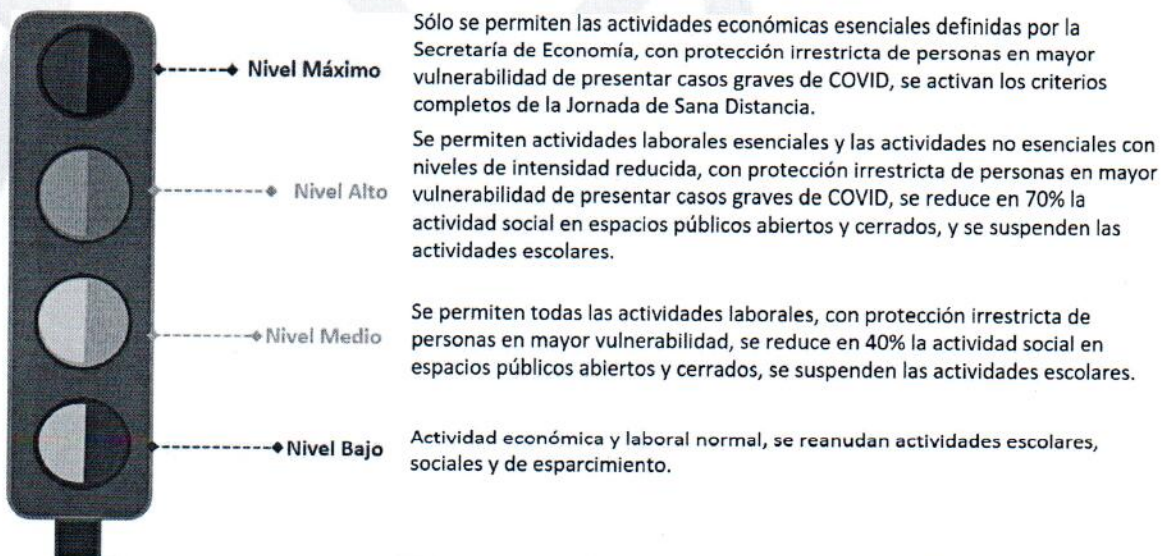 Nivel Máximo
Sólo se permiten las actividades económicas esenciales definidas por la
Secretaría de Economía, con protección irrestricta de personas en mayor
vulnerabilidad de presentar casos graves de COVID, se activan los criterios
completos de la Jornada de Sana Distancia.
Nivel Alto
Se permiten actividades laborales esenciales y las actividades no esenciales con
niveles de intensidad reducida, con protección irrestricta de personas en mayor
vulnerabilidad de presentar casos graves de COVID, se reduce en 70% la
actividad social en espacios públicos abiertos y cerrados, y se suspenden las
actividades escolares.
Nivel Medio
Se permiten todas las actividades laborales, con protección irrestricta de
personas en mayor vulnerabilidad, se reduce en 40% la actividad social en
espacios públicos abiertos y cerrados, se suspenden las actividades escolares.
Nivel Bajo
Actividad económica y laboral normal, se reanudan actividades escolares,
sociales y de esparcimiento.